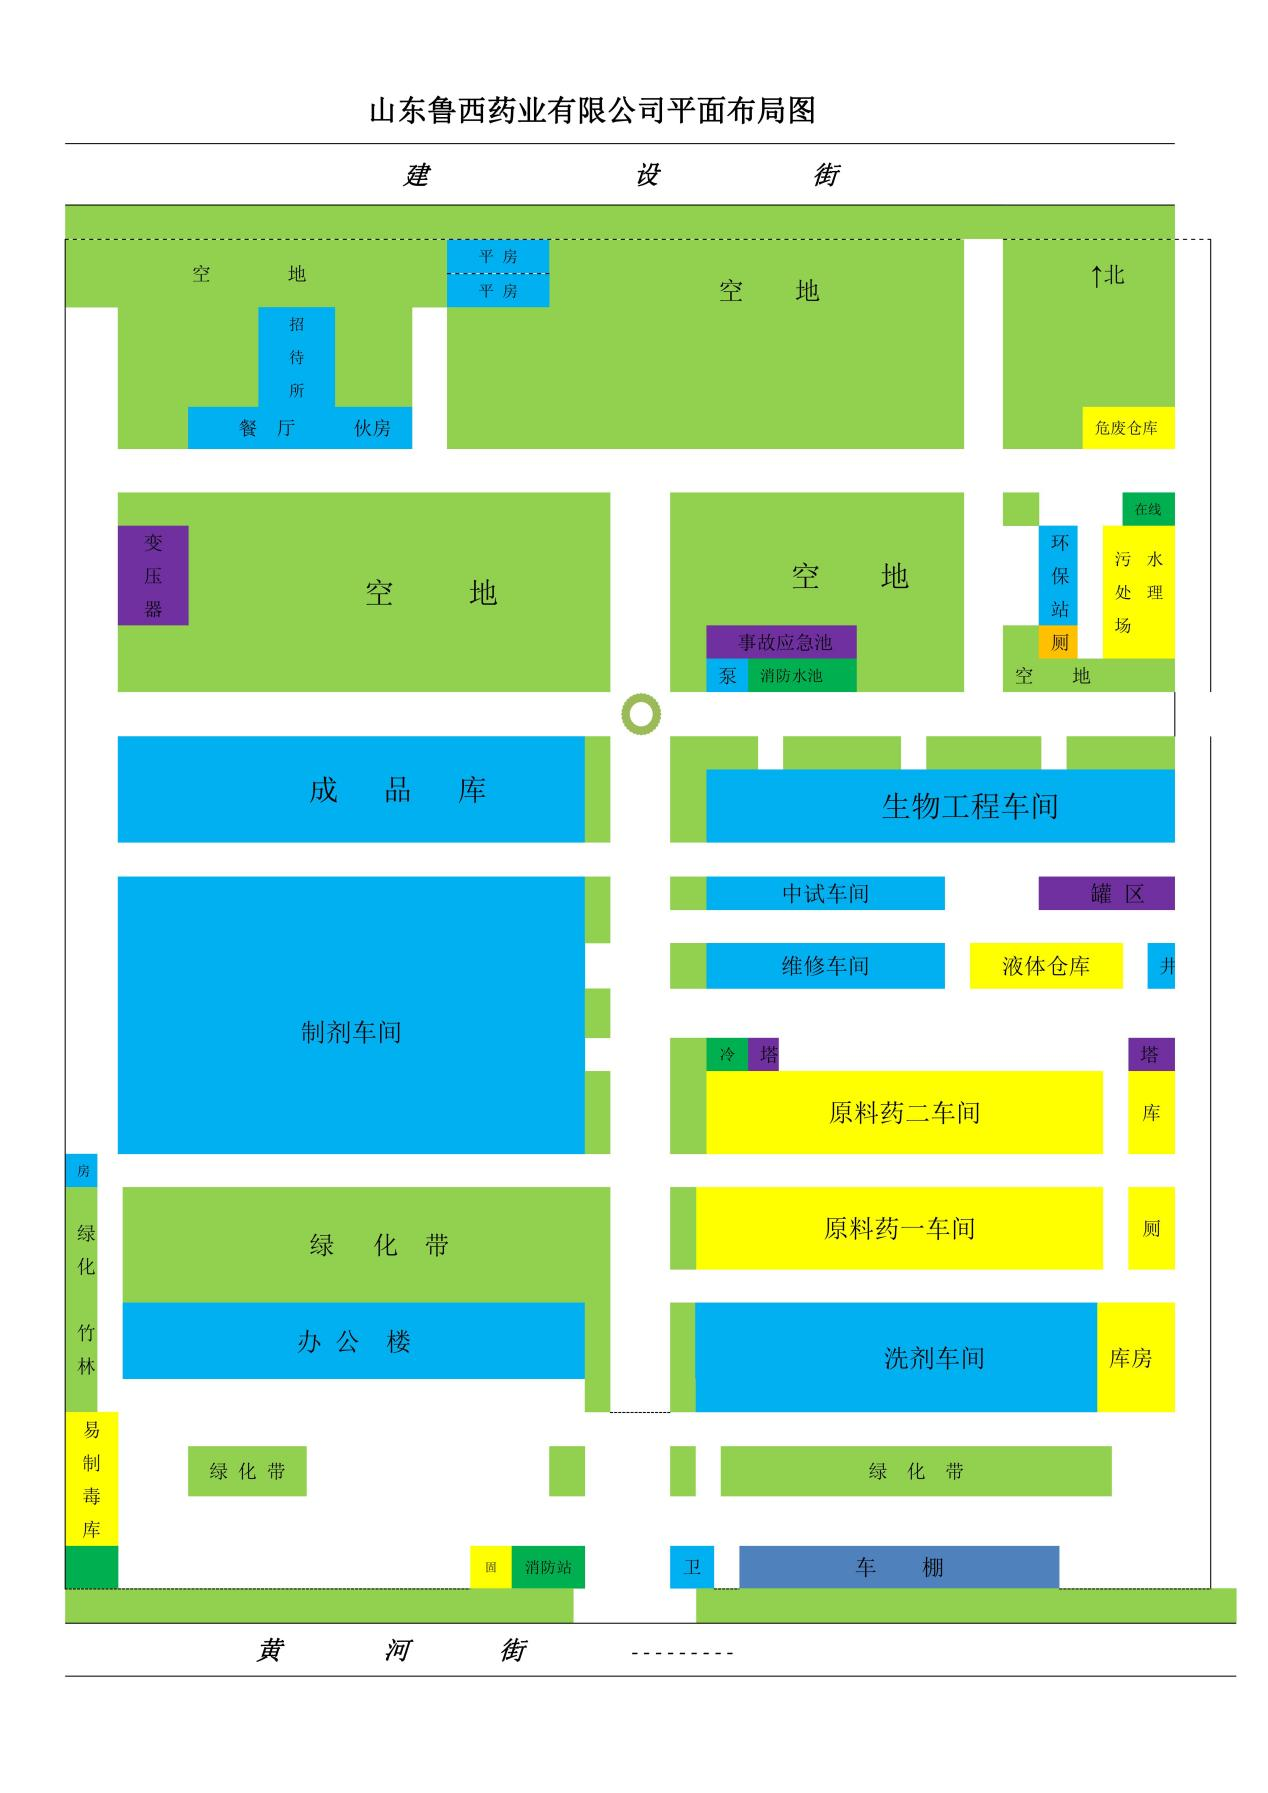 山东鲁西药业有限公司平面布局图
建 设 街
平 房
空 地
↑北
空 地
平 房
招
待
所
餐 厅 伙房
危废仓库
在线
变
压
器
环
保
站
污 水
处 理
场
空 地
空 地
事故应急池
厕
泵 消防水池
空 地
成 品 库
生物工程车间
中试车间
罐 区
维修车间
液体仓库
井
制剂车间
冷 塔
塔
原料药二车间
库
房
绿
化
竹
林
绿 化 带
原料药一车间
厕
办 公 楼
洗剂车间
库房
易
制
毒
库
绿 化 带
绿 化 带
固 消防站
卫
车 棚
黄 河 街 ---------